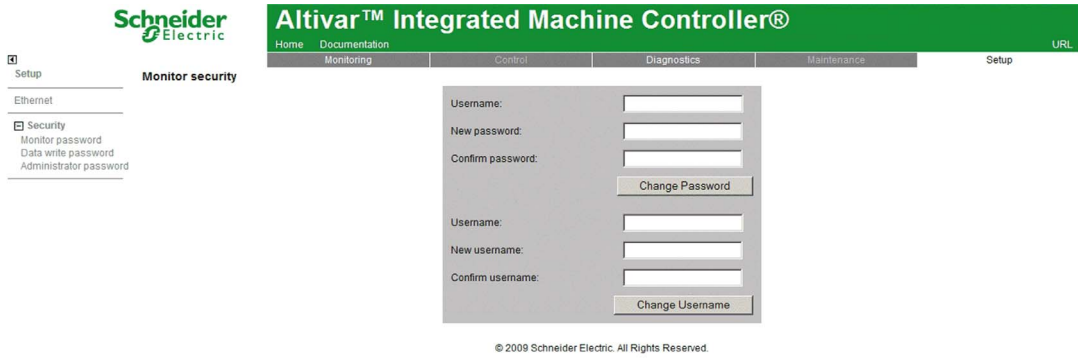 Schneider Electric
Altivar™ Integrated Machine Controller®
Home Documentation URL
Monitoring Control Diagnostics Maintenance Setup
Setup
Monitor security
Ethernet
Security
Monitor password
Data write password
Administrator password
Username:
New password:
Confirm password:
Change Password
Username:
New username:
Confirm username:
Change Username
© 2009 Schneider Electric. All Rights Reserved.